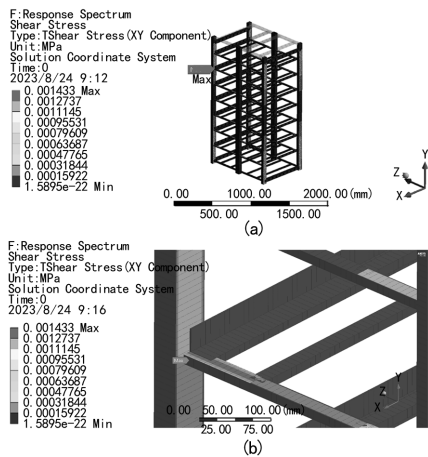 F:Response Spectrum
Shear Stress
Type:TShear Stress(XY Component)
Unit:MPa
Solution Coordinate System
Time:0
2023/8/24 9:12
0.001433 Max
0.0012737
0.0011145
0.00095531
0.00079609
0.00063687
0.00047765
0.00031844
0.00015922
1.5895e-22 Min
Max
Y
Z
X
0.00 1000.00 2000.00(mm)
500.00 1500.00
(a)
F:Response Spectrum
Shear Stress
Type:TShear Stress(XY Component)
Unit:MPa
Solution Coordinate System
Time:0
2023/8/24 9:16
0.001433 Max
0.0012737
0.0011145
0.00095531
0.00079609
0.00063687
0.00047765
0.00031844
0.00015922
1.5895e-22 Min
Y
Z
X
0.00 50.00 100.00(mm)
25.00 75.00
(b)